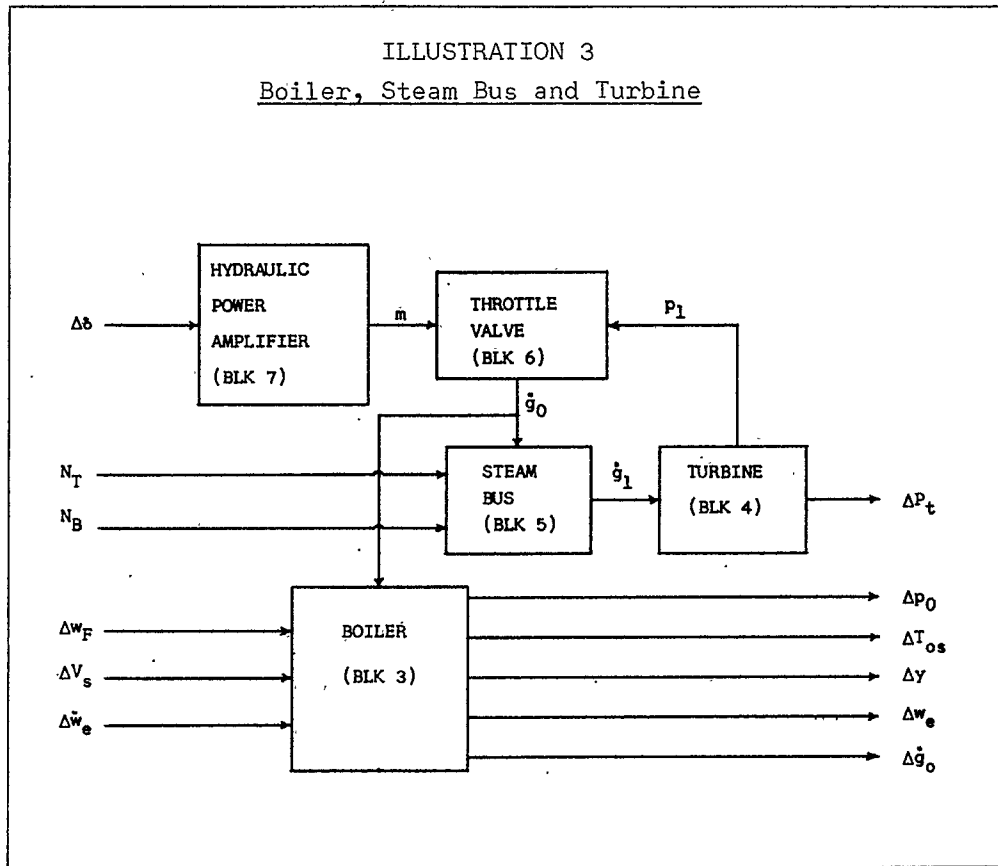 ILLUSTRATION 3
Boiler, Steam Bus and Turbine
HYDRAULIC
POWER
AMPLIFIER
(BLK 7)
Δδ
m
THROTTLE
VALVE
(BLK 6)
p₁
ġ₀
N_T
N_B
STEAM
BUS
(BLK 5)
ġ₁
TURBINE
(BLK 4)
ΔP_t
Δw_F
ΔV_s
Δẇ_e
BOILER
(BLK 3)
Δp₀
ΔT_os
Δy
Δw_e
Δġ_o